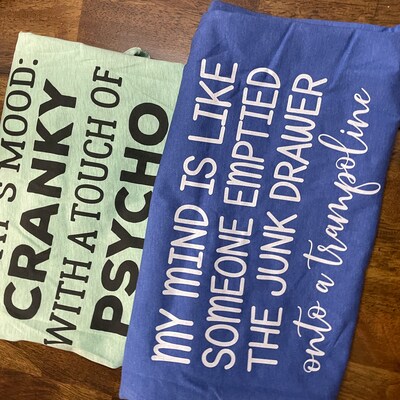 MOOD:
CRANKY
WITH A TOUCH OF
PSYCHO
MY MIND IS LIKE
SOMEONE EMPTIED
THE JUNK DRAWER
onto a trampoline